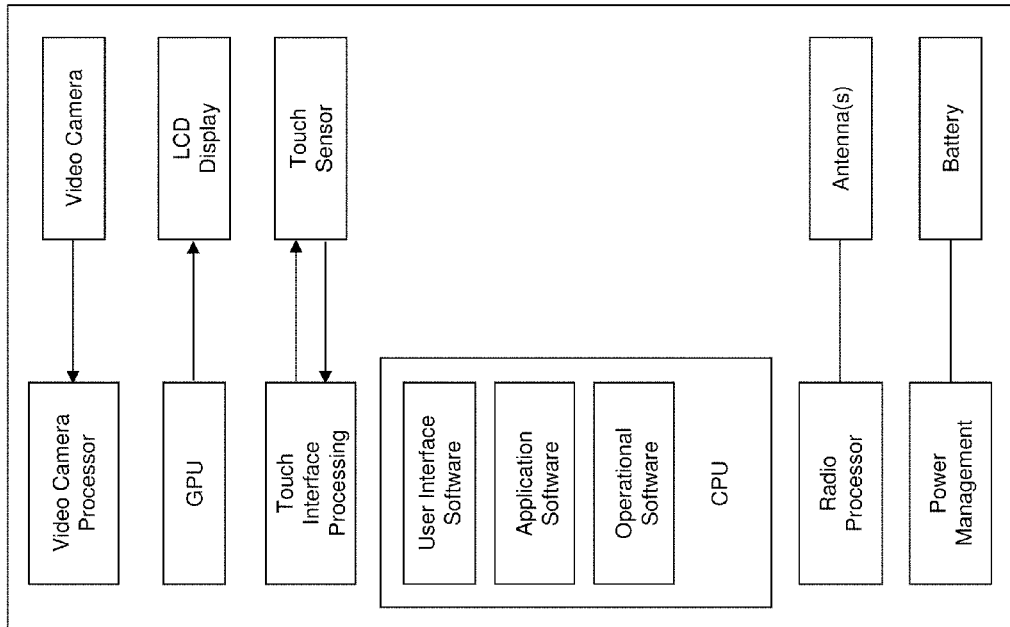 Video Camera
LCD
Display
Touch
Sensor
Antenna(s)
Battery
Video Camera
Processor
GPU
Touch
Interface
Processing
User Interface
Software
Application
Software
Operational
Software
CPU
Radio
Processor
Power
Management